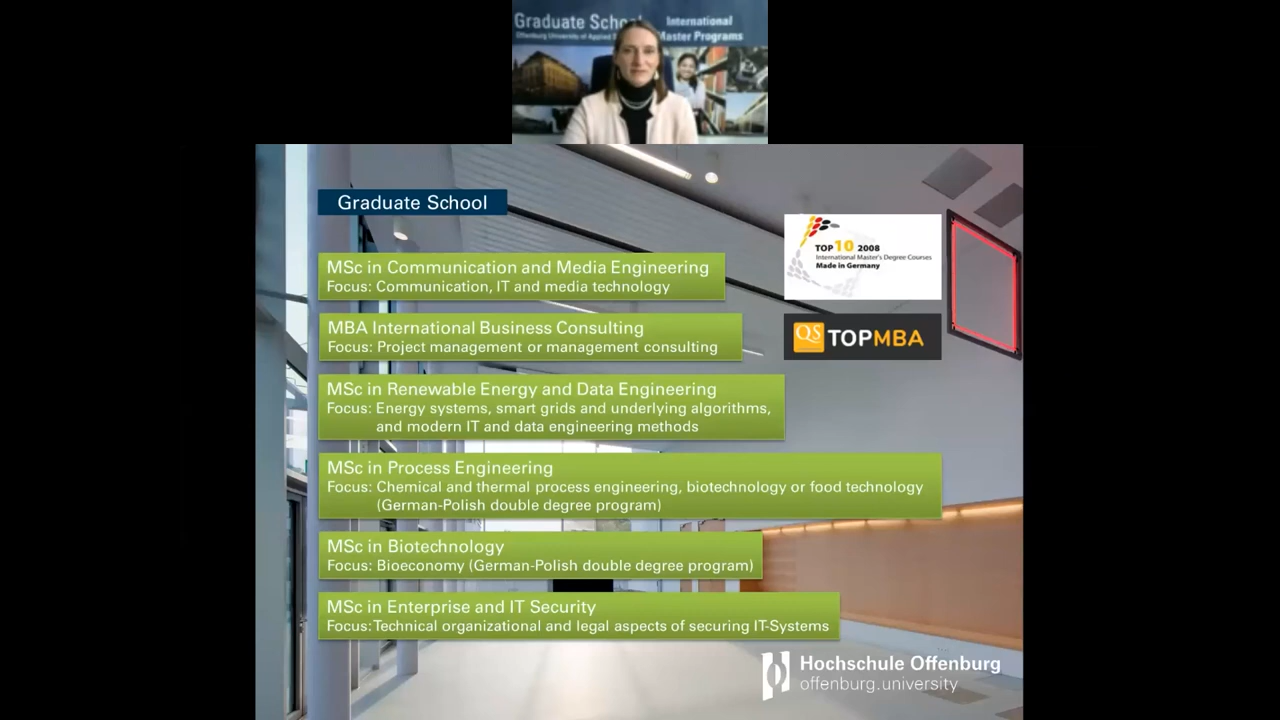 Graduate School
International
Offenburg University of Applied
Master Programs
Graduate School
MSc in Communication and Media Engineering
Focus: Communication, IT and media technology
MBA International Business Consulting
Focus: Project management or management consulting
MSc in Renewable Energy and Data Engineering
Focus: Energy systems, smart grids and underlying algorithms,
and modern IT and data engineering methods
MSc in Process Engineering
Focus: Chemical and thermal process engineering, biotechnology or food technology
(German-Polish double degree program)
MSc in Biotechnology
Focus: Bioeconomy (German-Polish double degree program)
MSc in Enterprise and IT Security
Focus: Technical organizational and legal aspects of securing IT-Systems
TOP 10 2008
International Master's Degree Courses
Made in Germany
QS TOPMBA
Hochschule Offenburg
offenburg.university